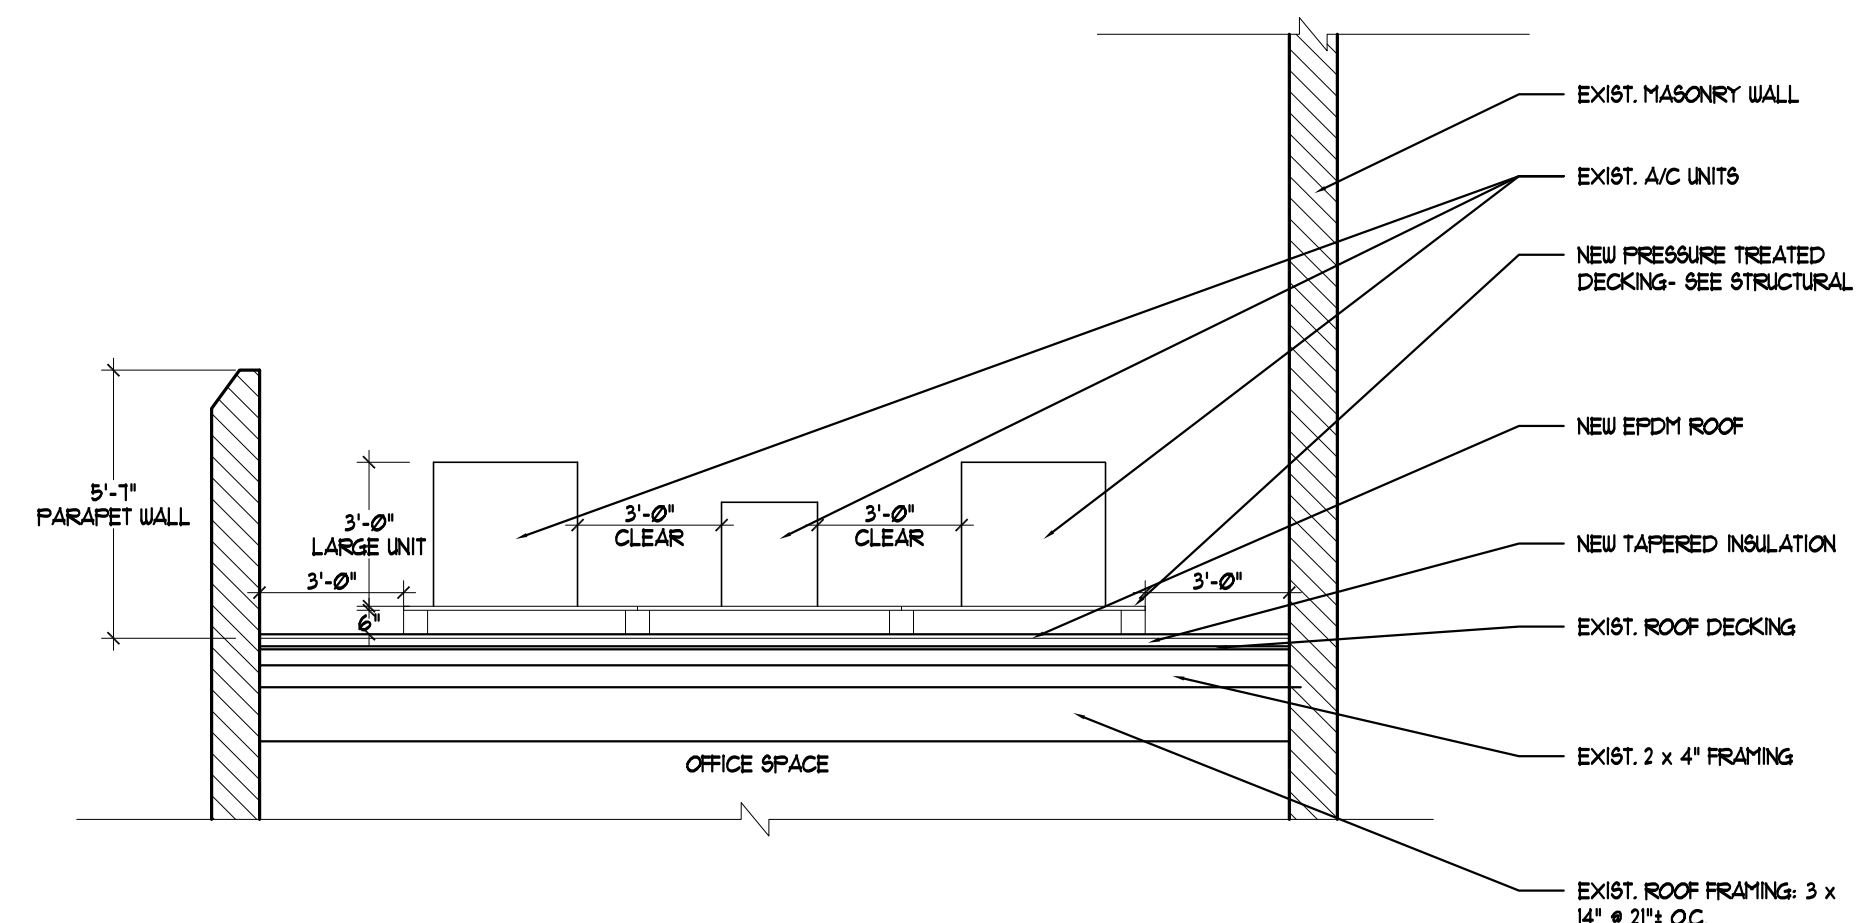 EXIST. MASONRY WALL
EXIST. A/C UNITS
NEW PRESSURE TREATED
DECKING- SEE STRUCTURAL
NEW EPDM ROOF
5'-7"
PARAPET WALL
3'-0"
LARGE UNIT
3'-0"
CLEAR
3'-0"
CLEAR
NEW TAPERED INSULATION
3'-0"
3'-0"
6"
EXIST. ROOF DECKING
EXIST. 2 x 4" FRAMING
OFFICE SPACE
EXIST. ROOF FRAMING: 3 x
14" @ 21"± O.C.